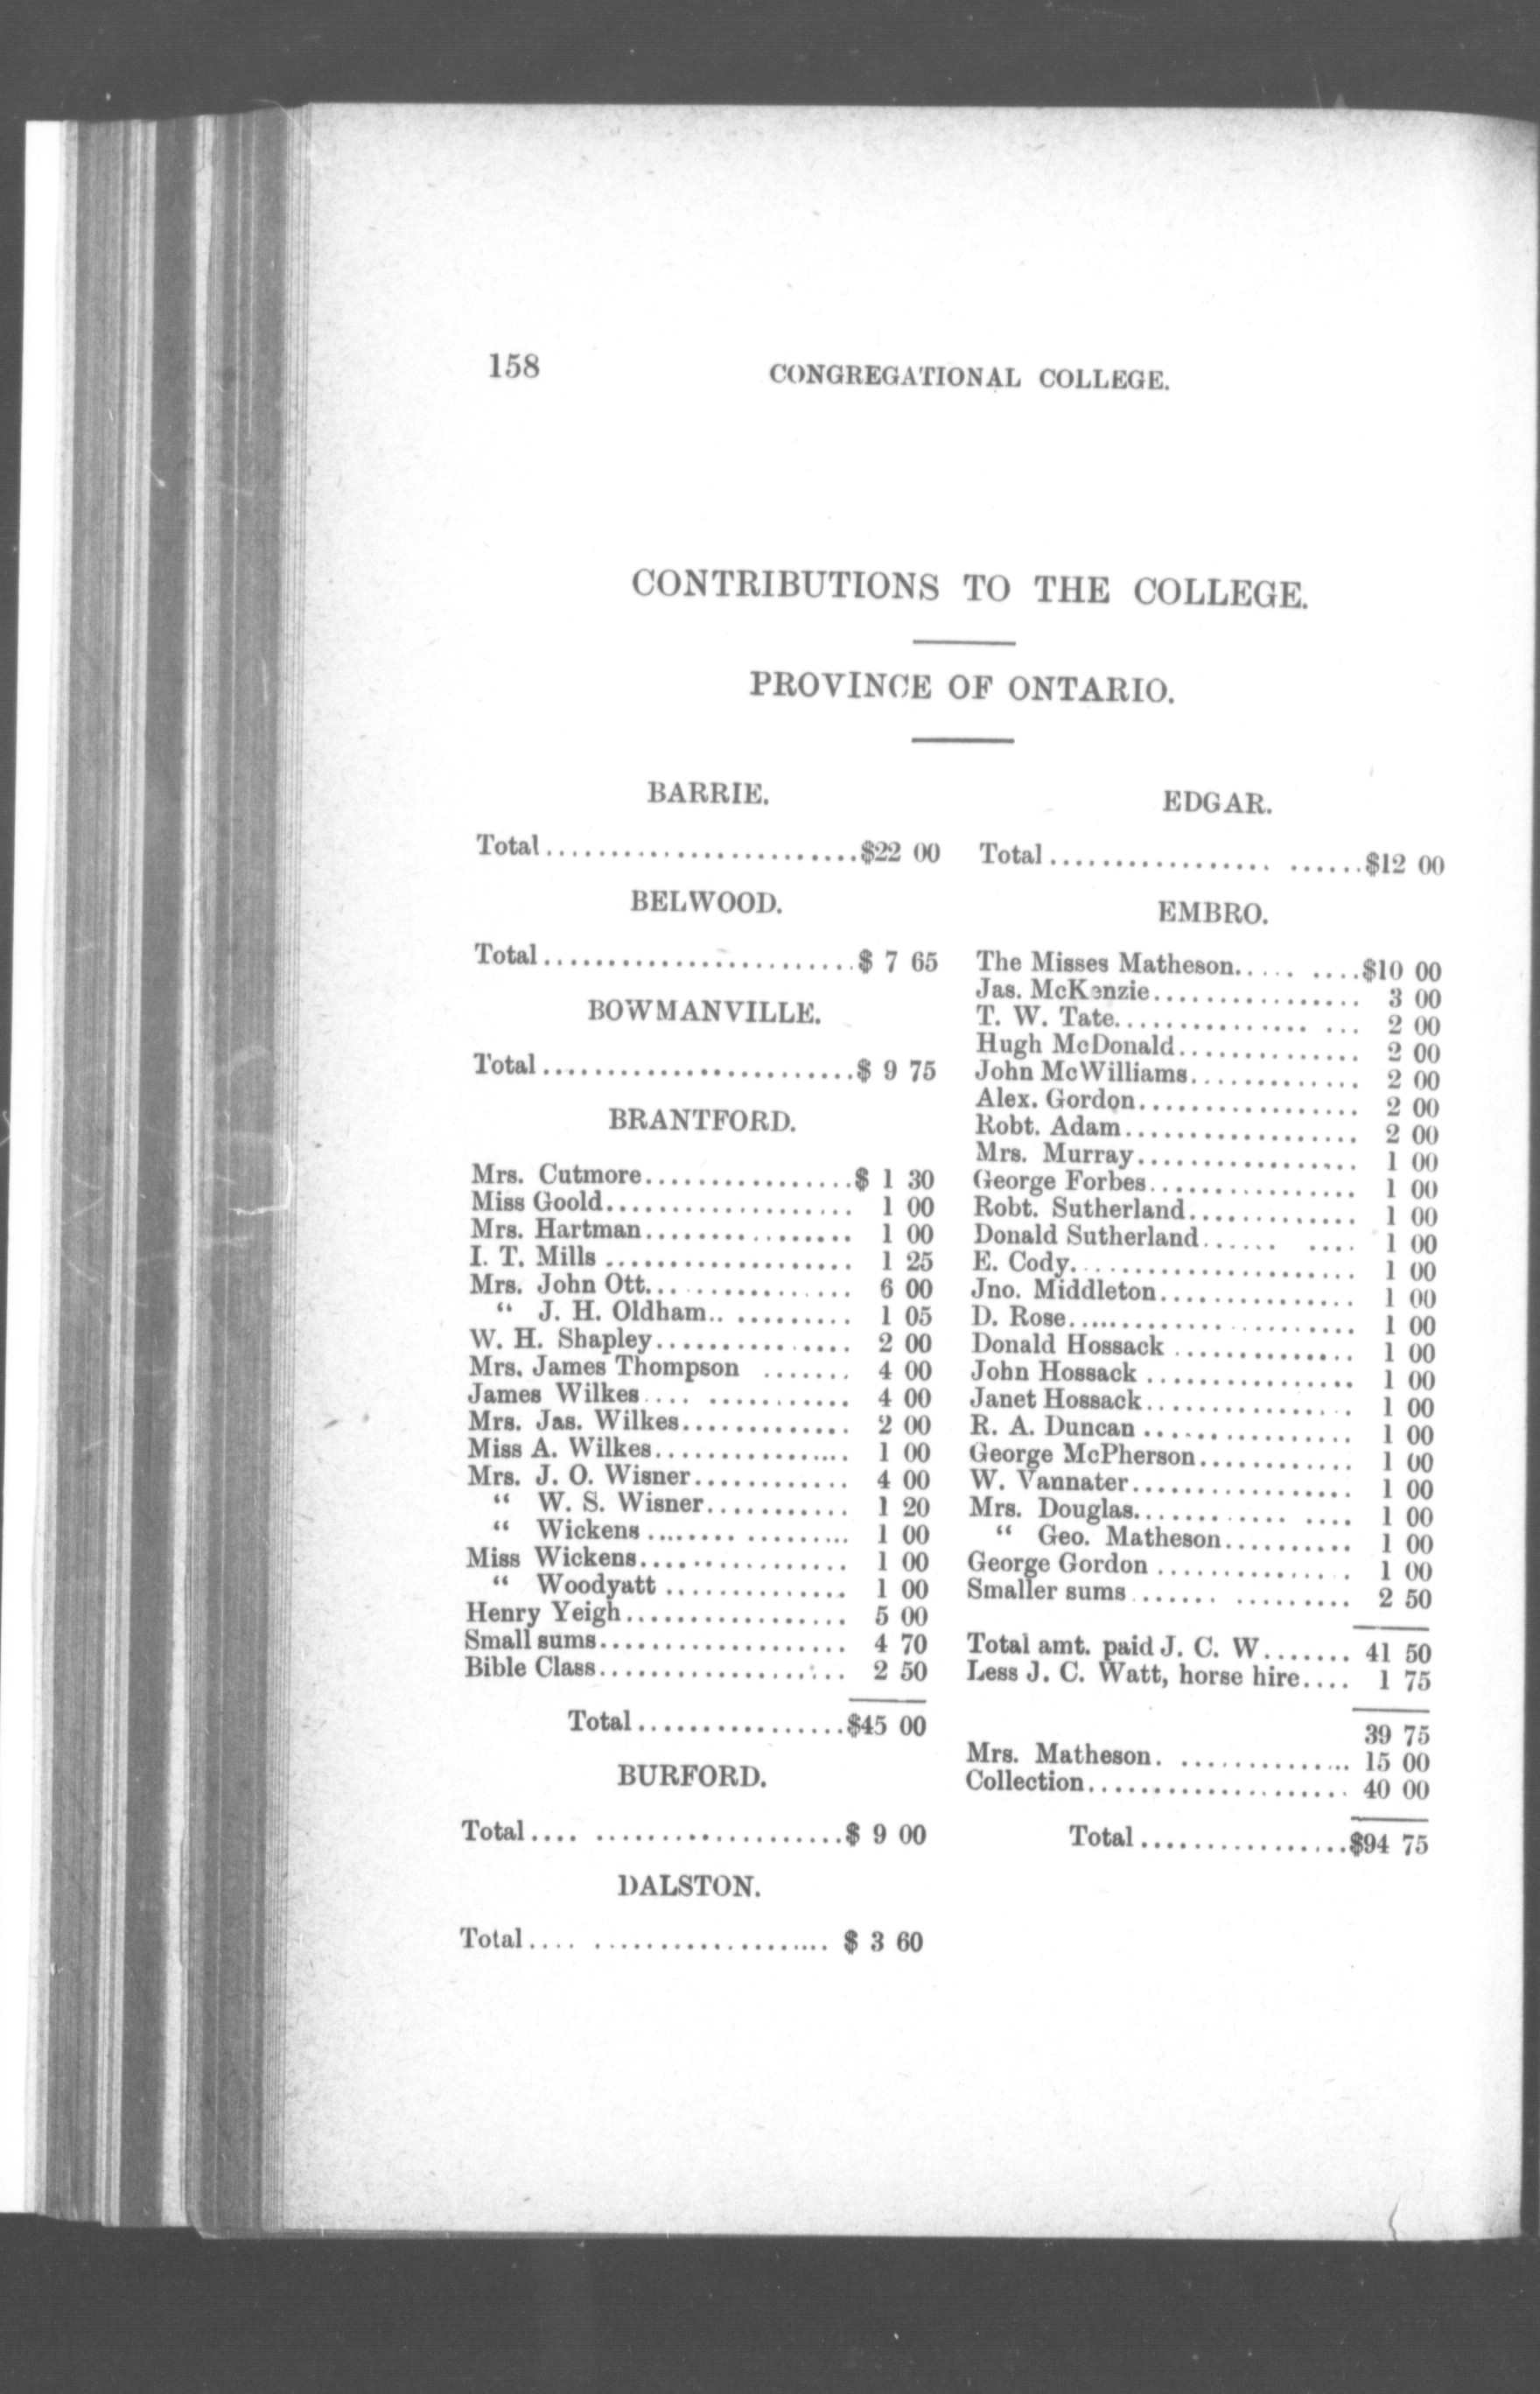 158
CONGREGATIONAL COLLEGE.
CONTRIBUTIONS TO THE COLLEGE.
PROVINCE OF ONTARIO.
BARRIE.
Total........................$22 00
BELWOOD.
Total........................$ 7 65
BOWMANVILLE.
Total........................$ 9 75
BRANTFORD.
Mrs. Cutmore................$ 1 30
Miss Goold................... 1 00
Mrs. Hartman................ 1 00
I. T. Mills ................... 1 25
Mrs. John Ott................ 6 00
“ J. H. Oldham.. ......... 1 05
W. H. Shapley............... 2 00
Mrs. James Thompson ....... 4 00
James Wilkes.... ........... 4 00
Mrs. Jas. Wilkes............. 2 00
Miss A. Wilkes............... 1 00
Mrs. J. O. Wisner............ 4 00
“ W. S. Wisner........... 1 20
“ Wickens ........ ......... 1 00
Miss Wickens................ 1 00
“ Woodyatt .............. 1 00
Henry Yeigh................. 5 00
Small sums................... 4 70
Bible Class................... 2 50
Total................$45 00
BURFORD.
Total.... ...................$ 9 00
DALSTON.
Total.... .................. $ 3 60
EDGAR.
Total................. ......$12 00
EMBRO.
The Misses Matheson..... ....$10 00
Jas. McKenzie................ 3 00
T. W. Tate............... ... 2 00
Hugh McDonald.............. 2 00
John McWilliams............. 2 00
Alex. Gordon................. 2 00
Robt. Adam.................. 2 00
Mrs. Murray................. 1 00
George Forbes................ 1 00
Robt. Sutherland............. 1 00
Donald Sutherland...... .... 1 00
E. Cody...................... 1 00
Jno. Middleton............... 1 00
D. Rose...................... 1 00
Donald Hossack .............. 1 00
John Hossack ................ 1 00
Janet Hossack................ 1 00
R. A. Duncan ................ 1 00
George McPherson............ 1 00
W. Vannater................. 1 00
Mrs. Douglas............ .... 1 00
“ Geo. Matheson.......... 1 00
George Gordon ............... 1 00
Smaller sums ...... ......... 2 50
Total amt. paid J. C. W....... 41 50
Less J. C. Watt, horse hire.... 1 75
39 75
Mrs. Matheson. ............. 15 00
Collection.................... 40 00
Total................$94 75